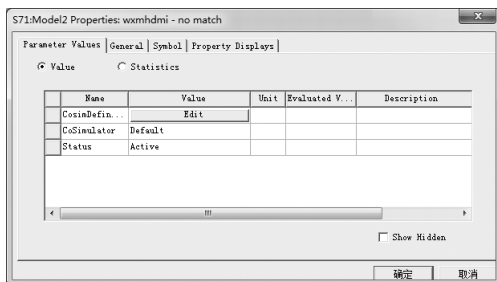 S71:Model2 Properties: wxmhdmi - no match
Parameter Values General Symbol Property Displays
Value Statistics
Name Value Unit Evaluated V... Description
CosimDefin... Edit
CoSimulator Default
Status Active
Show Hidden
确定 取消